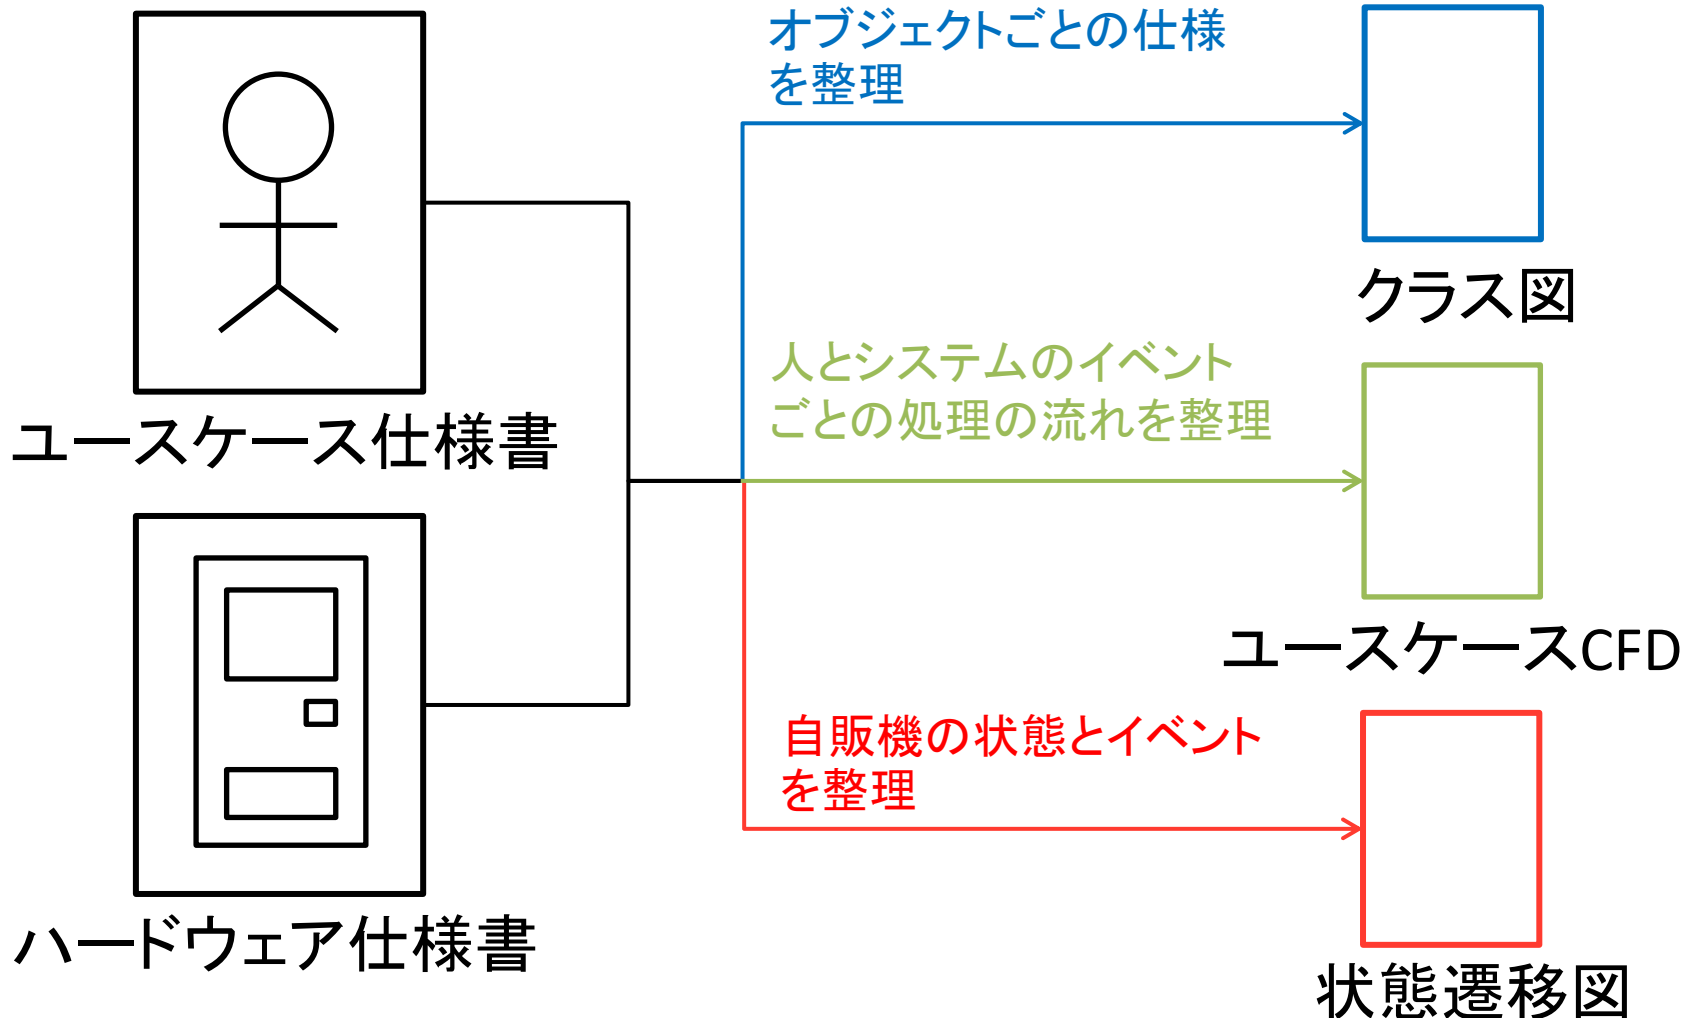 オブジェクトごとの仕様
を整理
クラス図
人とシステムのイベント
ごとの処理の流れを整理
ユースケース仕様書
ユースケースCFD
自販機の状態とイベント
を整理
ハードウェア仕様書
状態遷移図